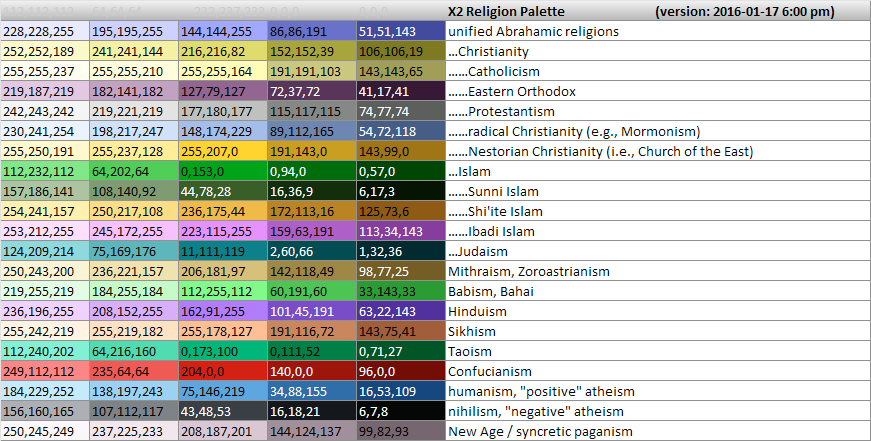 X2 Religion Palette (version: 2016-01-17 6:00 pm)
228,228,255 195,195,255 144,144,255 86,86,191 51,51,143 unified Abrahamic religions
252,252,189 241,241,144 216,216,82 152,152,39 106,106,19 ...Christianity
255,255,237 255,255,210 255,255,164 191,191,103 143,143,65 ......Catholicism
219,187,219 182,141,182 127,79,127 72,37,72 41,17,41 ......Eastern Orthodox
242,243,242 219,221,219 177,180,177 115,117,115 74,77,74 ......Protestantism
230,241,254 198,217,247 148,174,229 89,112,165 54,72,118 ......radical Christianity (e.g., Mormonism)
255,250,191 255,237,128 255,207,0 191,143,0 143,99,0 ......Nestorian Christianity (i.e., Church of the East)
112,232,112 64,202,64 0,153,0 0,94,0 0,57,0 ...Islam
157,186,141 108,140,92 44,78,28 16,36,9 6,17,3 ......Sunni Islam
254,241,157 250,217,108 236,175,44 172,113,16 125,73,6 ......Shi'ite Islam
253,212,255 245,172,255 223,115,255 159,63,191 113,34,143 ......Ibadi Islam
124,209,214 75,169,176 11,111,119 2,60,66 1,32,36 ...Judaism
250,243,200 236,221,157 206,181,97 142,118,49 98,77,25 Mithraism, Zoroastrianism
219,255,219 184,255,184 112,255,112 60,191,60 33,143,33 Babism, Bahai
236,196,255 208,152,255 162,91,255 101,45,191 63,22,143 Hinduism
255,242,219 255,219,182 255,178,127 191,116,72 143,75,41 Sikhism
112,240,202 64,216,160 0,173,100 0,111,52 0,71,27 Taoism
249,112,112 235,64,64 204,0,0 140,0,0 96,0,0 Confucianism
184,229,252 138,197,243 75,146,219 34,88,155 16,53,109 humanism, "positive" atheism
156,160,165 107,112,117 43,48,53 16,18,21 6,7,8 nihilism, "negative" atheism
250,245,249 237,225,233 208,187,201 144,124,137 99,82,93 New Age / syncretic paganism